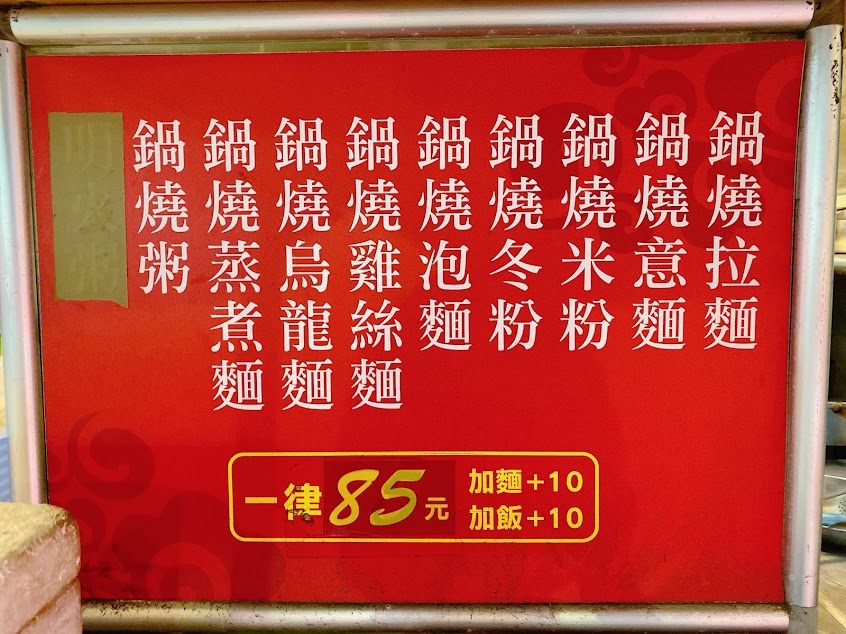 鍋燒拉麵
鍋燒意麵
鍋燒米粉
鍋燒冬粉
鍋燒泡麵
鍋燒雞絲麵
鍋燒烏龍麵
鍋燒蒸煮麵
鍋燒粥
一律85元
加麵+10
加飯+10